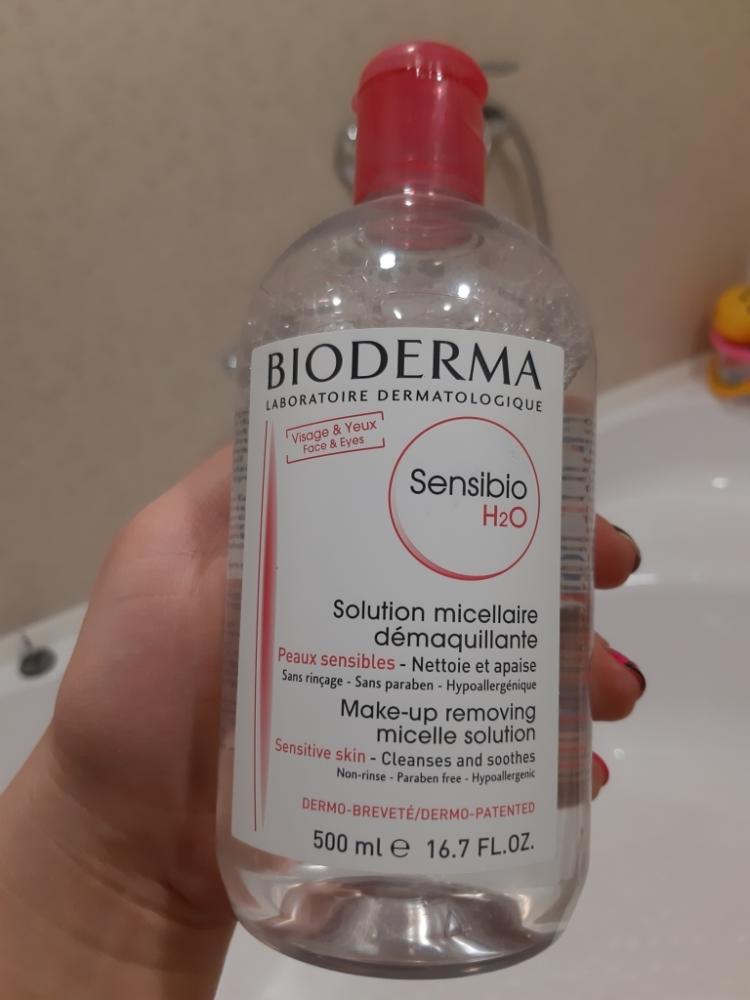 BIODERMA
LABORATOIRE DERMATOLOGIQUE
Visage & Yeux
Face & Eyes
Sensibio
H2O
Solution micellaire
démaquillante
Peaux sensibles - Nettoie et apaise
Sans rinçage - Sans paraben - Hypoallergénique
Make-up removing
micelle solution
Sensitive skin - Cleanses and soothes
Non-rinse - Paraben free - Hypoallergenic
DERMO-BREVETÉ/DERMO-PATENTED
500 ml ℮ 16.7 FL.OZ.